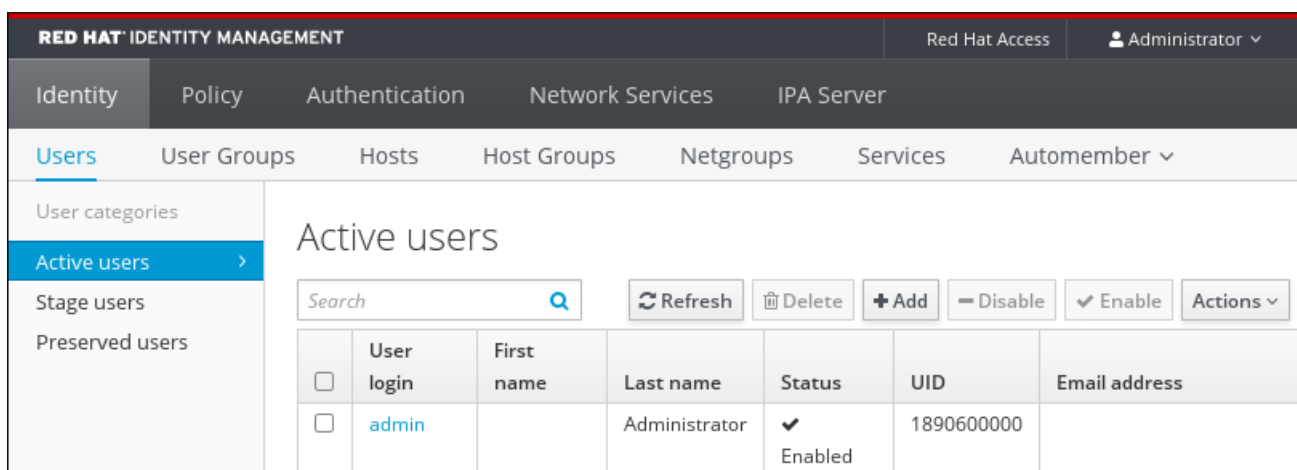 RED HAT® IDENTITY MANAGEMENT Red Hat Access Administrator
Identity Policy Authentication Network Services IPA Server
Users User Groups Hosts Host Groups Netgroups Services Automember
User categories
Active users
Stage users
Preserved users
Active users
Search Refresh Delete Add Disable Enable Actions
User login First name Last name Status UID Email address
admin Administrator Enabled 1890600000